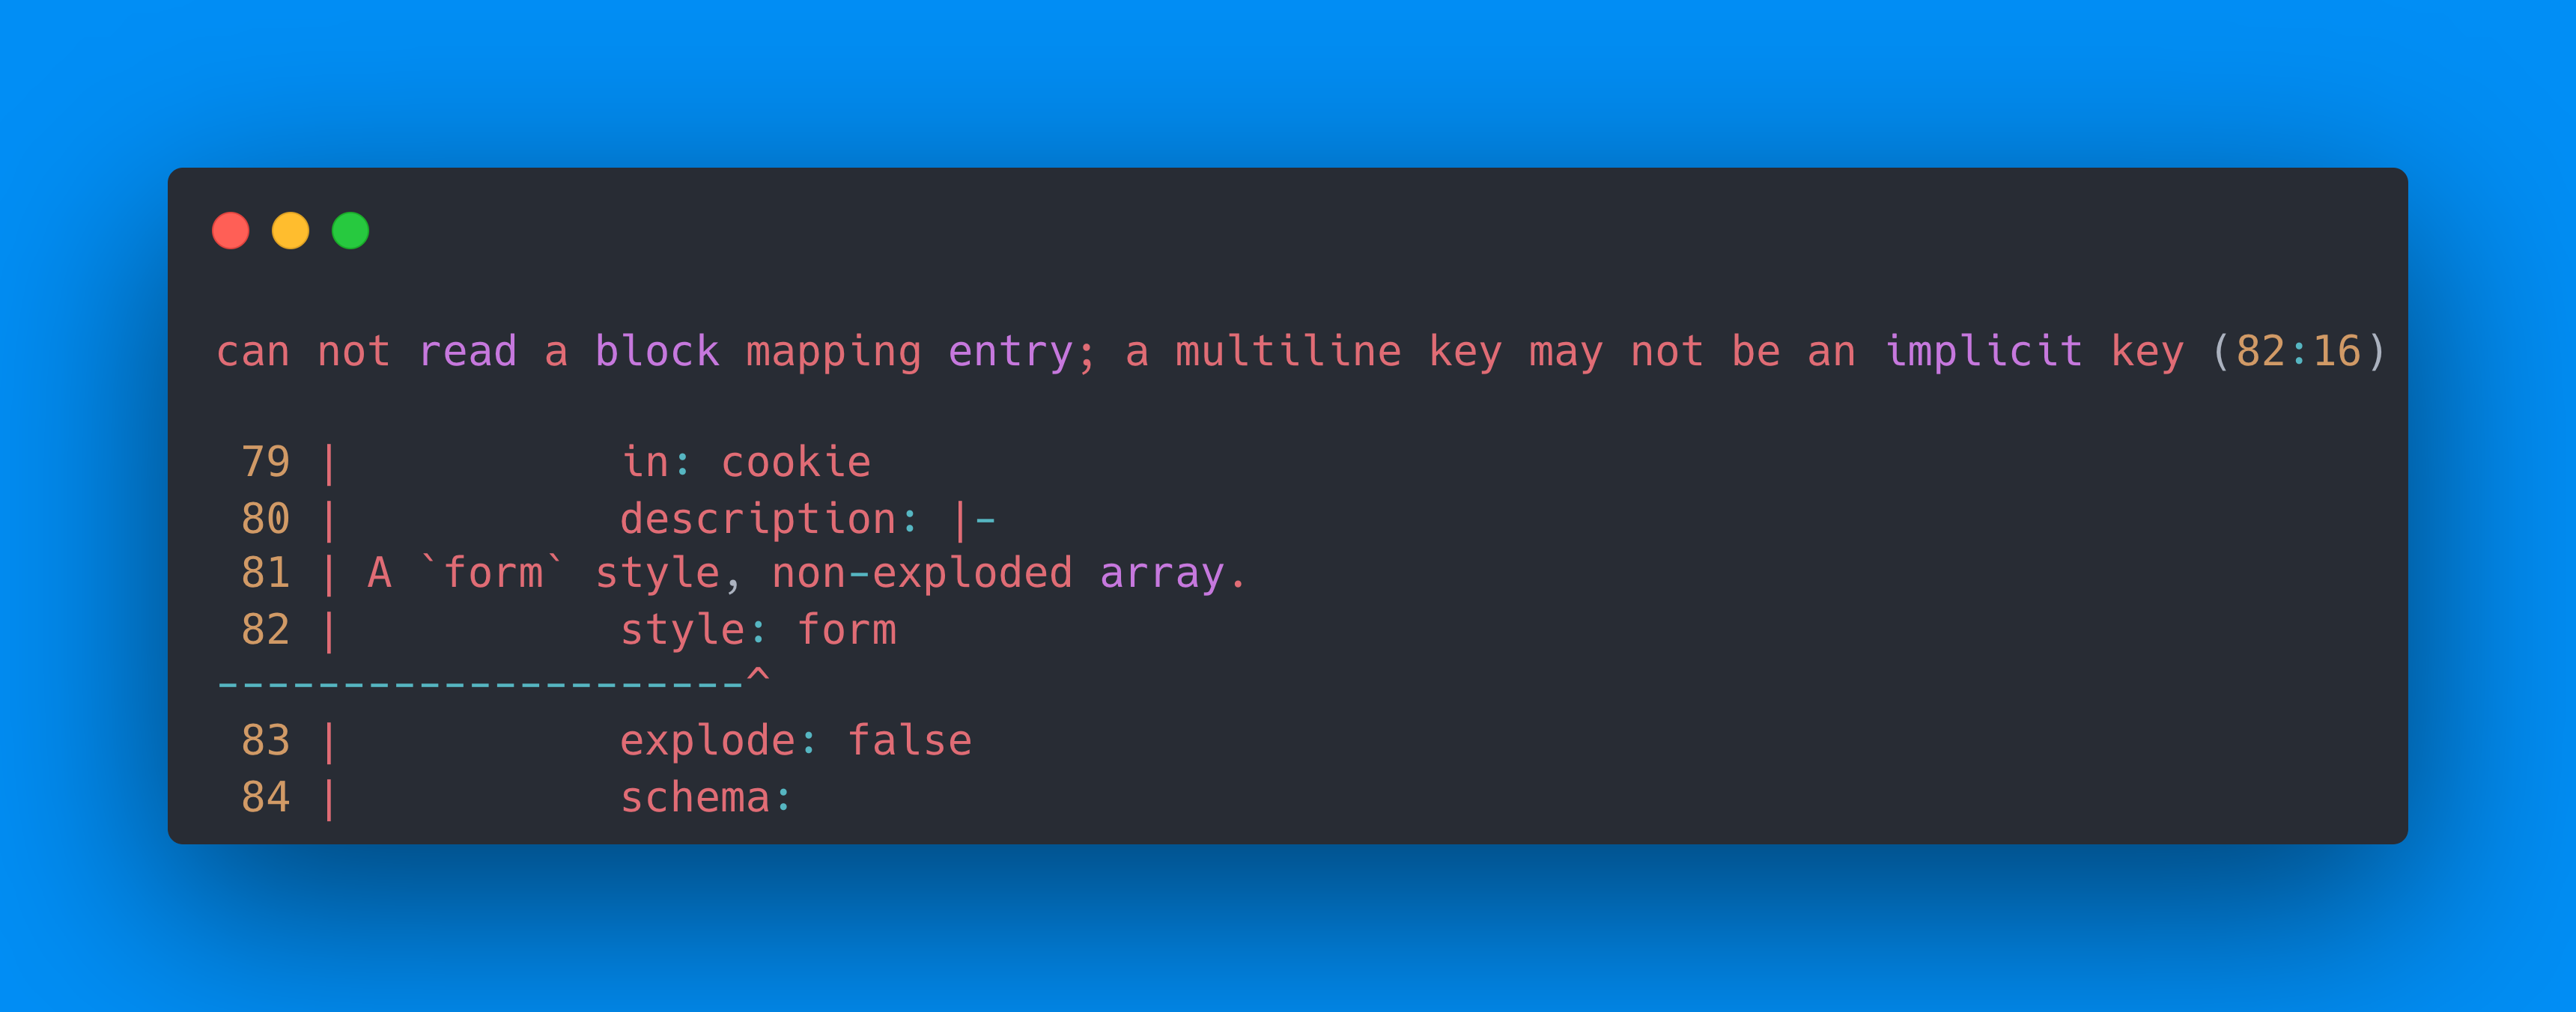 can not read a block mapping entry; a multiline key may not be an implicit key (82:16)
 79 |           in: cookie
 80 |           description: |-
 81 | A `form` style, non-exploded array.
 82 |           style: form
---------------------^
 83 |           explode: false
 84 |           schema: